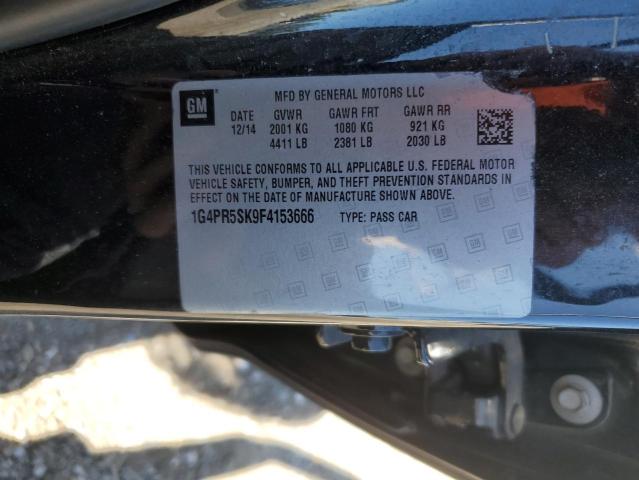 GM
MFD BY GENERAL MOTORS LLC
DATE GVWR GAWR FRT GAWR RR
12/14 2001 KG 1080 KG 921 KG
4411 LB 2381 LB 2030 LB
THIS VEHICLE CONFORMS TO ALL APPLICABLE U.S. FEDERAL MOTOR
VEHICLE SAFETY, BUMPER, AND THEFT PREVENTION STANDARDS IN
EFFECT ON THE DATE OF MANUFACTURE SHOWN ABOVE.
1G4PR5SK9F4153666 TYPE: PASS CAR